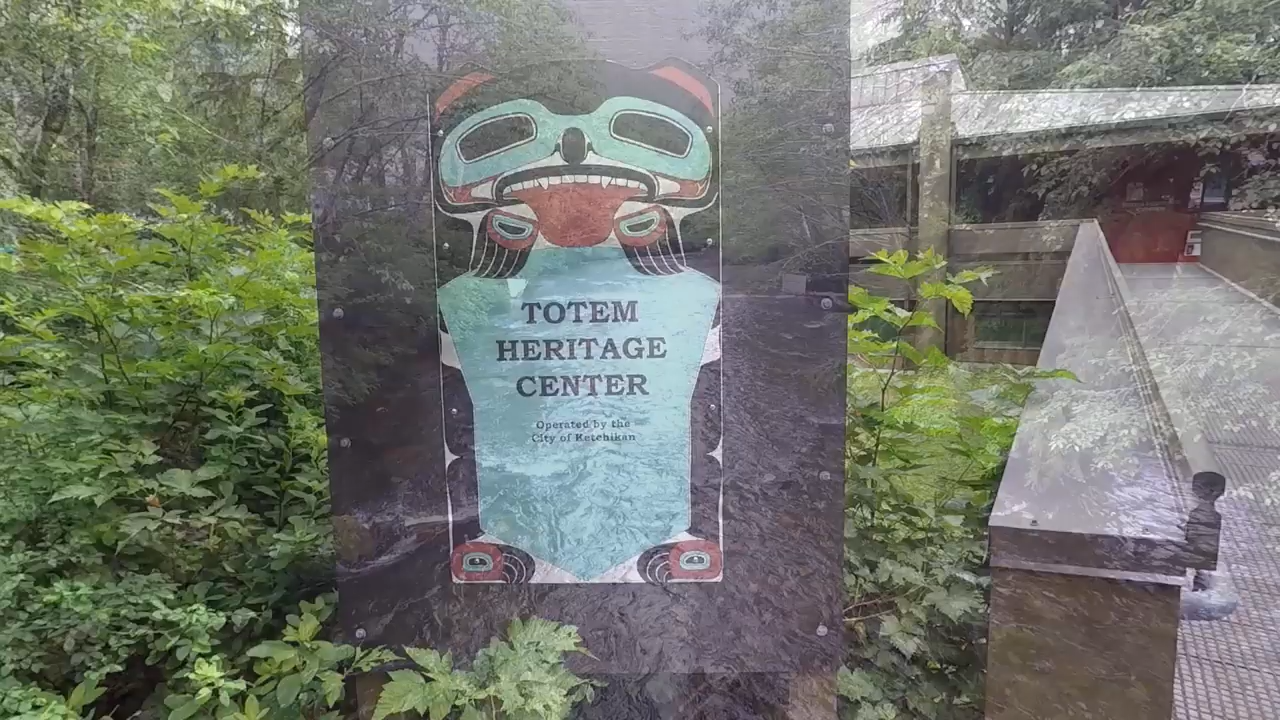 TOTEM
HERITAGE
CENTER
Operated by the
City of Ketchikan